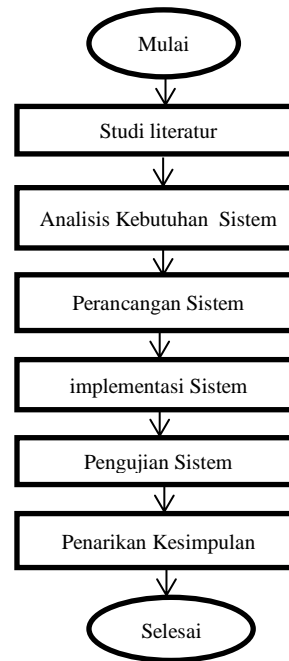 Mulai
Studi literatur
Analisis Kebutuhan Sistem
Perancangan Sistem
implementasi Sistem
Pengujian Sistem
Penarikan Kesimpulan
Selesai